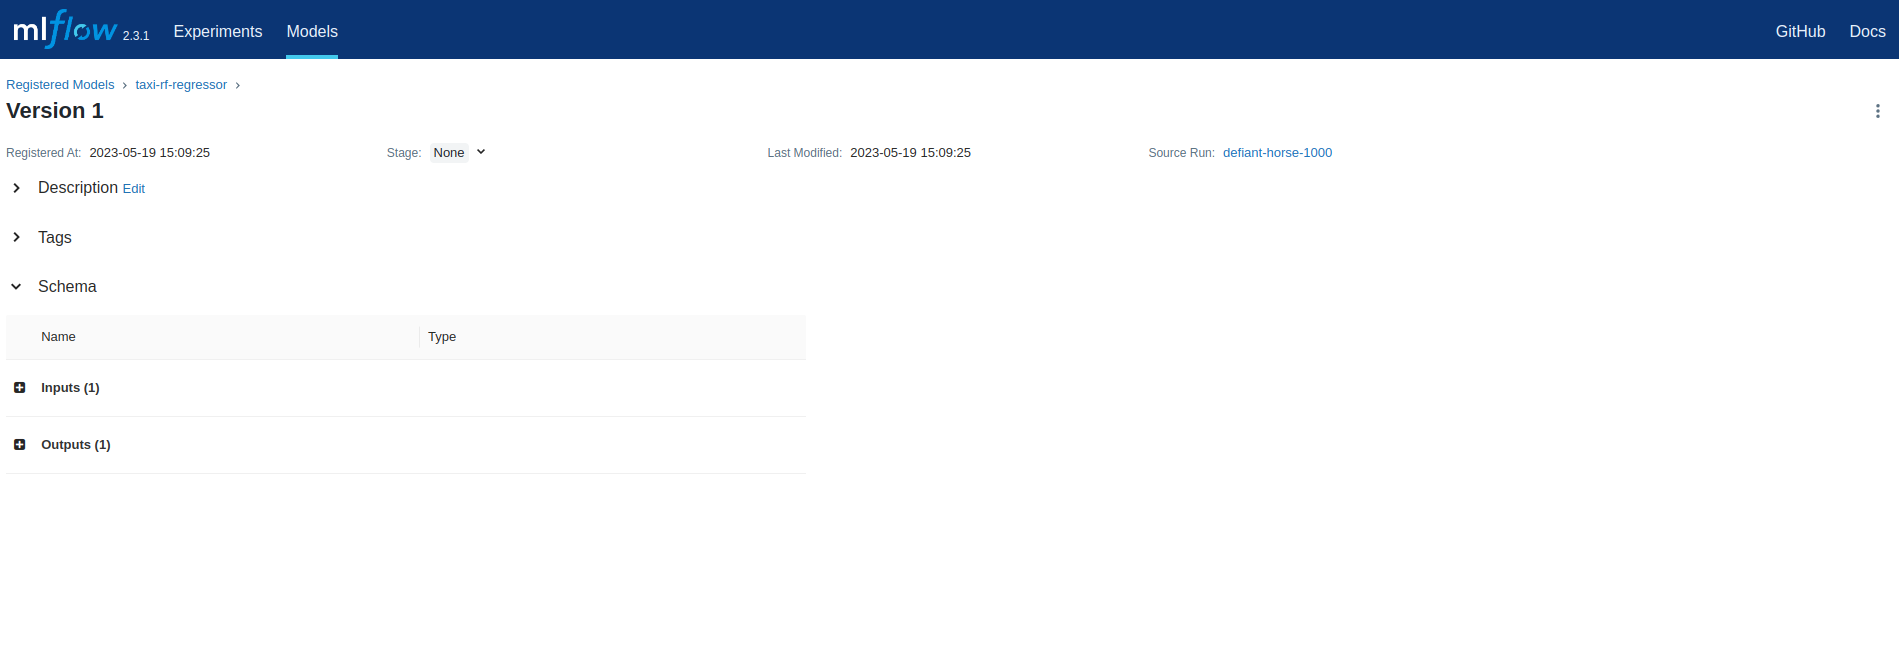 mlflow 2.3.1 Experiments Models GitHub Docs
Registered Models › taxi-rf-regressor ›
Version 1
Registered At: 2023-05-19 15:09:25 Stage: None Last Modified: 2023-05-19 15:09:25 Source Run: defiant-horse-1000
Description Edit
Tags
Schema
Name Type
Inputs (1)
Outputs (1)